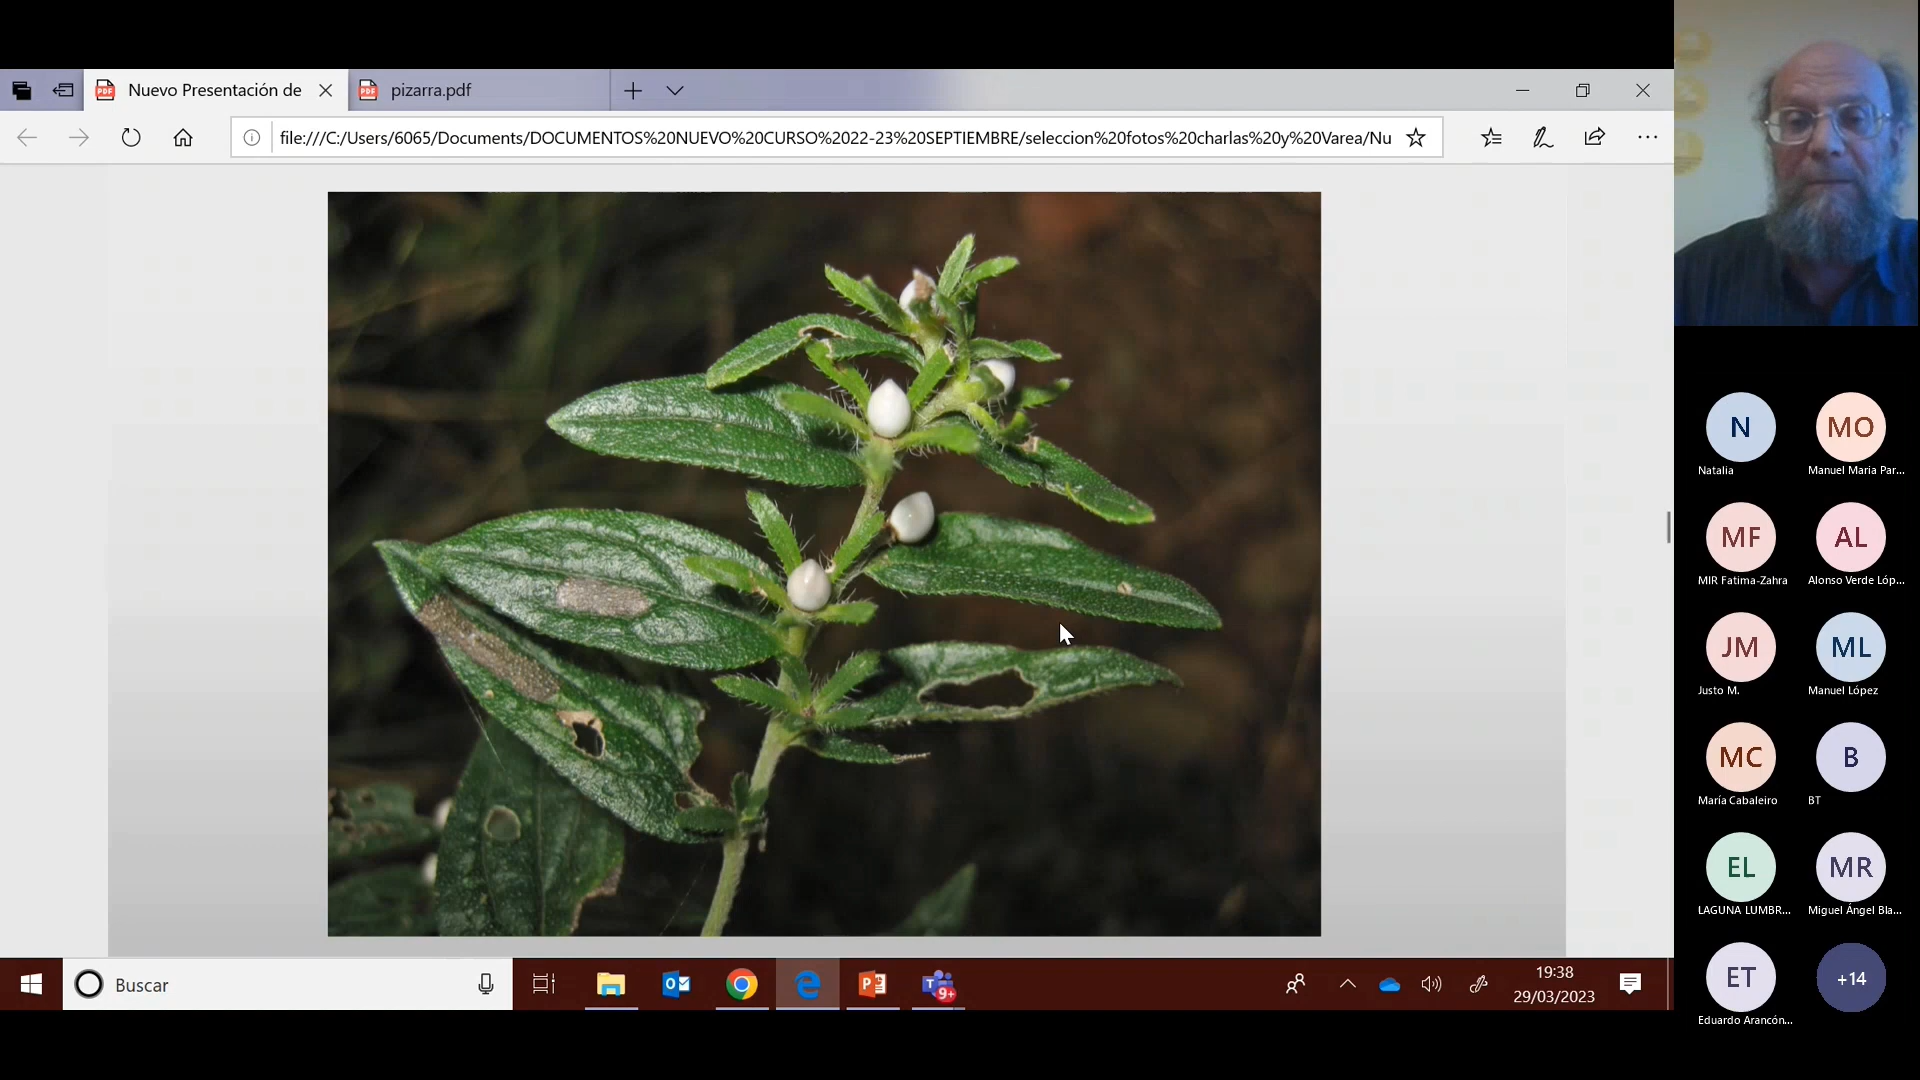 Nuevo Presentación de
pizarra.pdf
file:///C:/Users/6065/Documents/DOCUMENTOS%20NUEVO%20CURSO%202022-23%20SEPTIEMBRE/seleccion%20fotos%20charlas%20y%20Varea/Nu
N
MO
Natalia
Manuel Maria Par...
MF
AL
MIR Fatima-Zahra
Alonso Verde Lóp...
JM
ML
Justo M.
Manuel López
MC
B
María Cabaleiro
BT
EL
MR
LAGUNA LUMBR...
Miguel Ángel Bla...
ET
+14
Eduardo Arancón...
Buscar
9+
19:38
29/03/2023